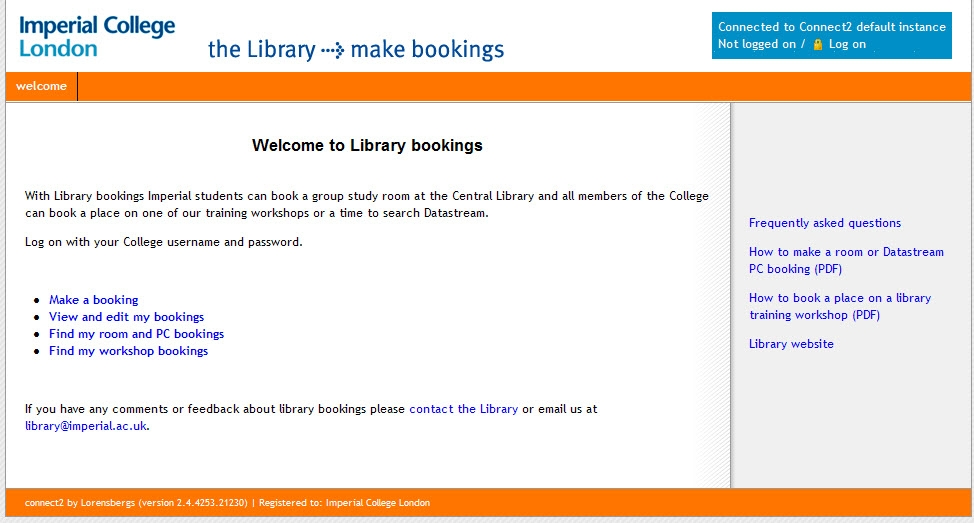 Imperial College
London
the Library make bookings
Connected to Connect2 default instance
Not logged on / Log on
welcome
Welcome to Library bookings
With Library bookings Imperial students can book a group study room at the Central Library and all members of the College
can book a place on one of our training workshops or a time to search Datastream.
Log on with your College username and password.
Make a booking
View and edit my bookings
Find my room and PC bookings
Find my workshop bookings
If you have any comments or feedback about library bookings please contact the Library or email us at
library@imperial.ac.uk.
Frequently asked questions
How to make a room or Datastream
PC booking (PDF)
How to book a place on a library
training workshop (PDF)
Library website
connect2 by Lorensbergs (version 2.4.4253.21230) | Registered to: Imperial College London